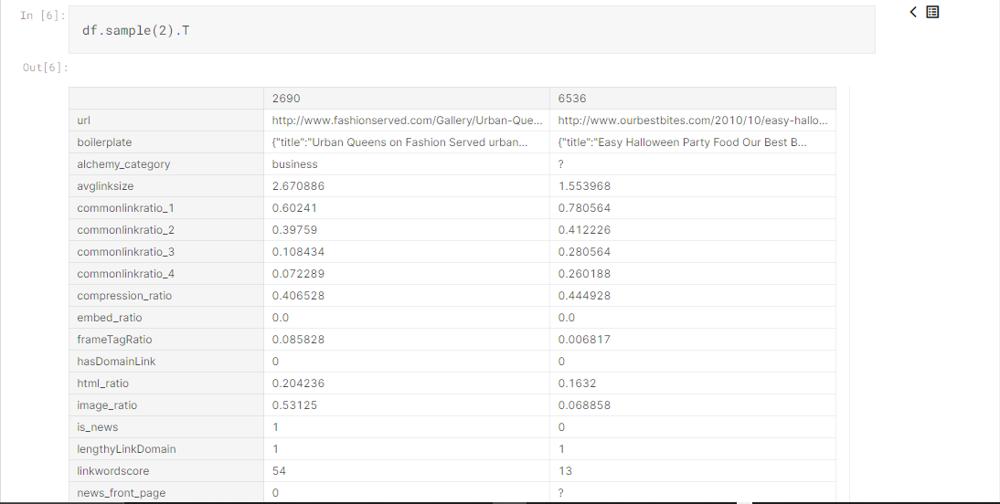 In [6]:
df.sample(2).T
Out[6]:
2690 6536
url http://www.fashionserved.com/Gallery/Urban-Que... http://www.ourbestbites.com/2010/10/easy-hallo...
boilerplate {"title":"Urban Queens on Fashion Served urban... {"title":"Easy Halloween Party Food Our Best B...
alchemy_category business ?
avglinksize 2.670886 1.553968
commonlinkratio_1 0.60241 0.780564
commonlinkratio_2 0.39759 0.412226
commonlinkratio_3 0.108434 0.280564
commonlinkratio_4 0.072289 0.260188
compression_ratio 0.406528 0.444928
embed_ratio 0.0 0.0
frameTagRatio 0.085828 0.006817
hasDomainLink 0 0
html_ratio 0.204236 0.1632
image_ratio 0.53125 0.068858
is_news 1 0
lengthyLinkDomain 1 1
linkwordscore 54 13
news_front_page 0 ?